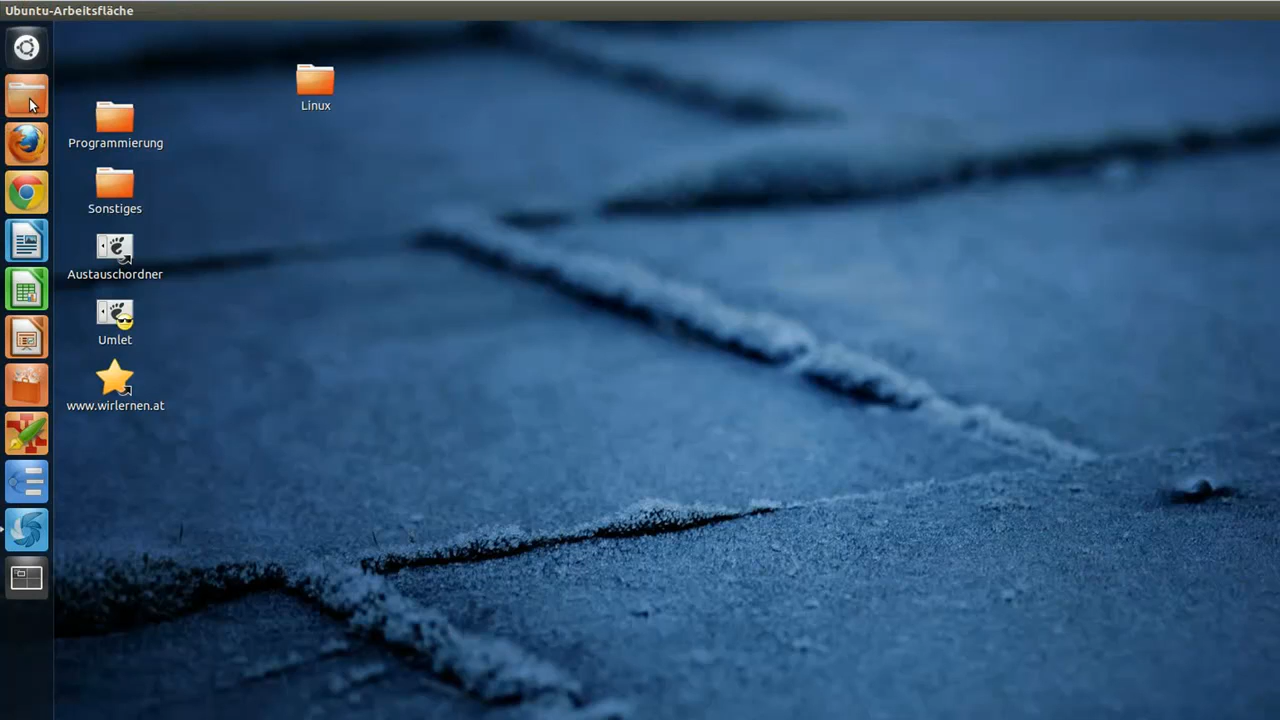 Ubuntu-Arbeitsfläche
Linux
Programmierung
Sonstiges
Austauschordner
Umlet
www.wirlernen.at